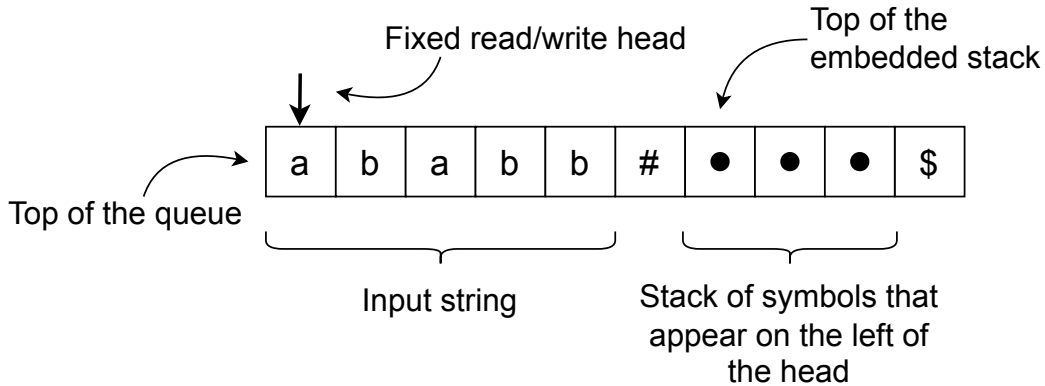 Top of the
embedded stack
Fixed read/write head
a b a b b # ● ● ● $
Top of the queue
Input string
Stack of symbols that
appear on the left of
the head